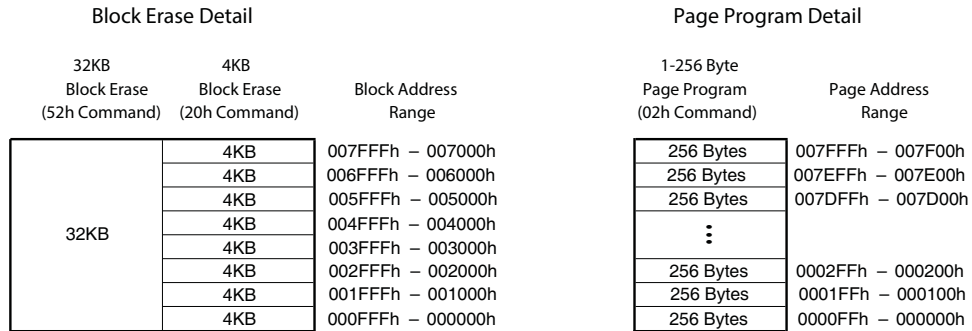 Block Erase Detail
Page Program Detail
32KB 4KB 1-256 Byte
Block Erase Block Erase Block Address Page Program Page Address
(52h Command) (20h Command) Range (02h Command) Range
4KB 007FFFh – 007000h 256 Bytes 007FFFh – 007F00h
4KB 006FFFh – 006000h 256 Bytes 007EFFh – 007E00h
4KB 005FFFh – 005000h 256 Bytes 007DFFh – 007D00h
4KB 004FFFh – 004000h
32KB
4KB 003FFFh – 003000h
4KB 002FFFh – 002000h 256 Bytes 0002FFh – 000200h
4KB 001FFFh – 001000h 256 Bytes 0001FFh – 000100h
4KB 000FFFh – 000000h 256 Bytes 0000FFh – 000000h